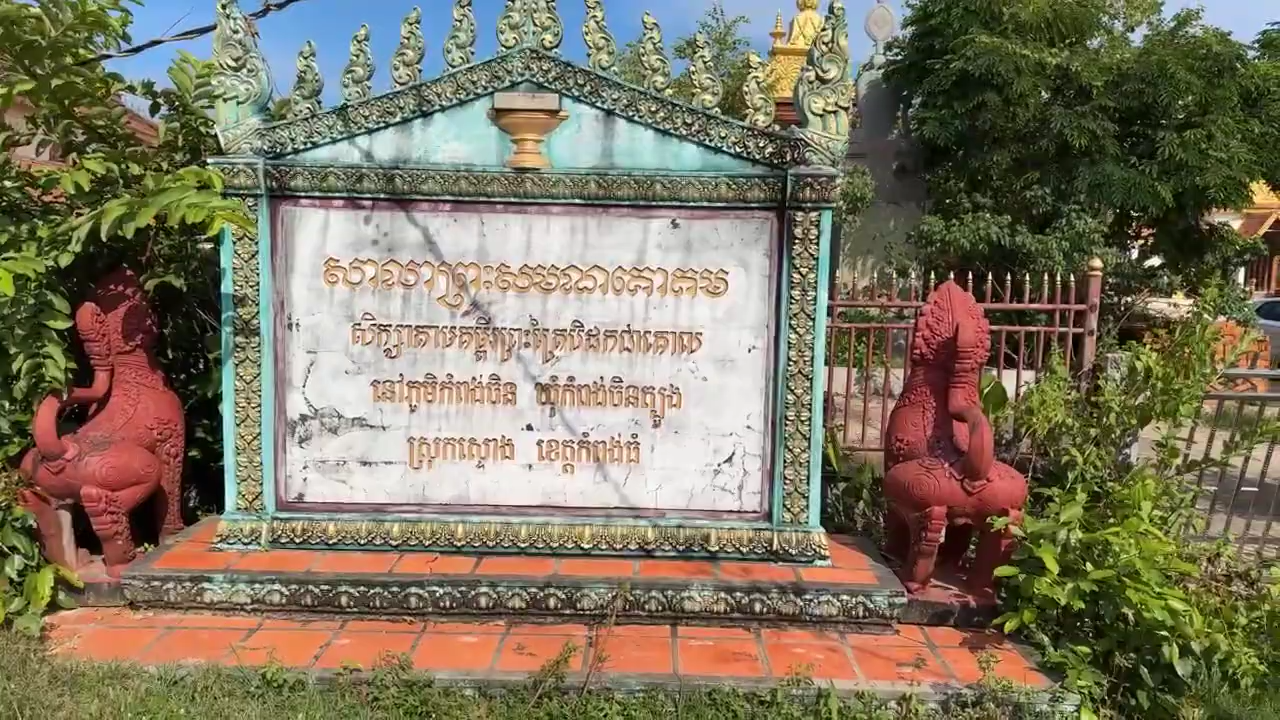 សាលាព្រះសមណគោតម
សិក្សាតាមគម្ពីរព្រះត្រៃបិដកជាគោល
នៅភូមិកំពង់ចិន ឃុំកំពង់ចិនត្បូង
ស្រុកស្ទោង ខេត្តកំពង់ធំ